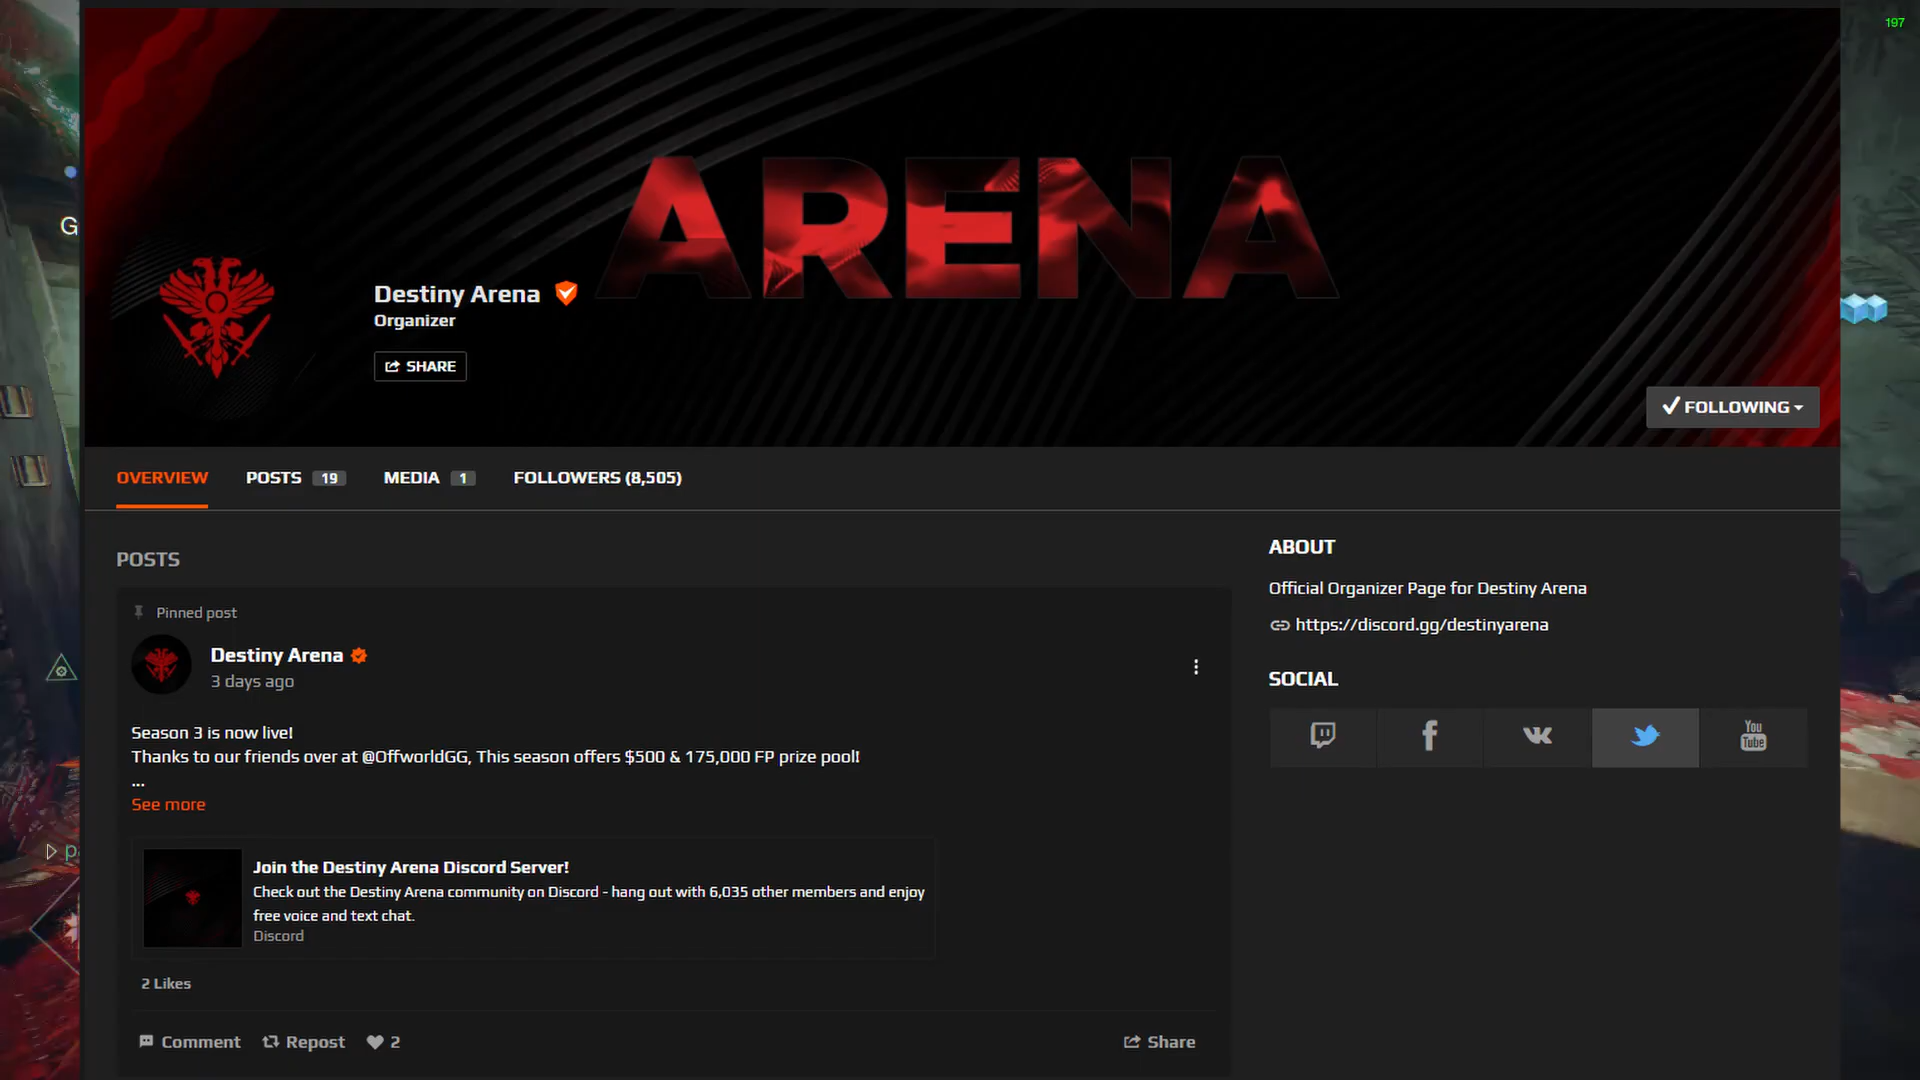 197
ARENA
G
Destiny Arena
Organizer
SHARE
FOLLOWING
OVERVIEW POSTS 19 MEDIA 1 FOLLOWERS (8,505)
POSTS
Pinned post
Destiny Arena
3 days ago
Season 3 is now live!
Thanks to our friends over at @OffworldGG, This season offers $500 & 175,000 FP prize pool!
...
See more
Join the Destiny Arena Discord Server!
Check out the Destiny Arena community on Discord - hang out with 6,035 other members and enjoy
free voice and text chat.
Discord
2 Likes
Comment Repost 2 Share
ABOUT
Official Organizer Page for Destiny Arena
https://discord.gg/destinyarena
SOCIAL
You
Tube